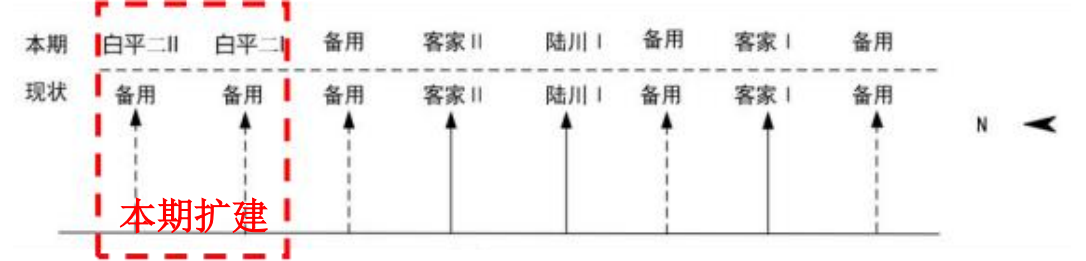 本期 白平二II 白平二I 备用 客家II 陆川I 备用 客家I 备用
现状 备用 备用 备用 客家II 陆川I 备用 客家I 备用
N
本期扩建